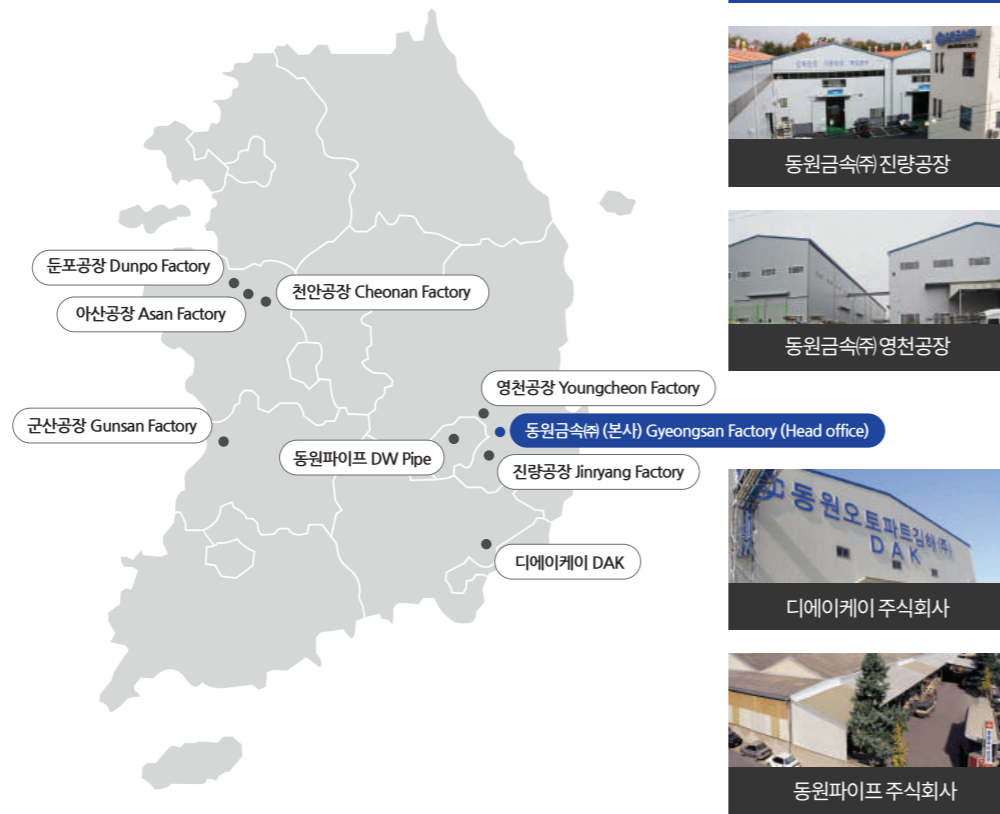 둔포공장 Dunpo Factory
아산공장 Asan Factory
천안공장 Cheonan Factory
군산공장 Gunsan Factory
영천공장 Youngcheon Factory
동원금속㈜ (본사) Gyeongsan Factory (Head office)
동원파이프 DW Pipe
진량공장 Jinryang Factory
디에이케이 DAK
동원금속㈜ 진량공장
동원금속㈜ 영천공장
동원오토파트김해(주)
DAK
디에이케이 주식회사
동원파이프 주식회사